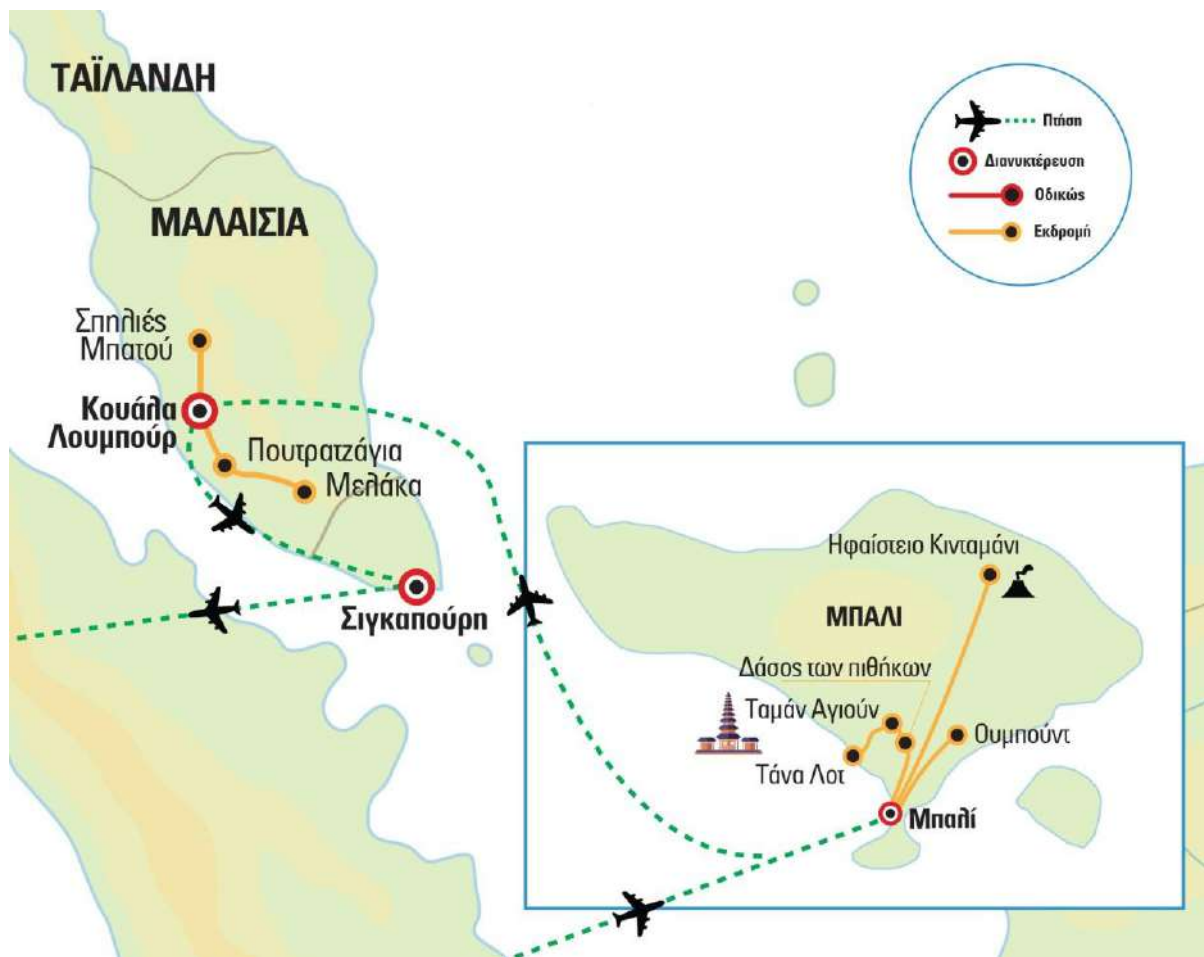 ΤΑΪΛΑΝΔΗ
ΜΑΛΑΙΣΙΑ
Σπηλιές
Μπατού
Κουάλα
Λουμπούρ
Πουτρατζάγια
Μελάκα
Σιγκαπούρη
Πτήση
Διανυκτέρευση
Οδικώς
Εκδρομή
Ηφαίστειο Κινταμάνι
ΜΠΑΛΙ
Δάσος των πιθήκων
Ταμάν Αγιούν
Ουμπούντ
Τάνα Λοτ
Μπαλί